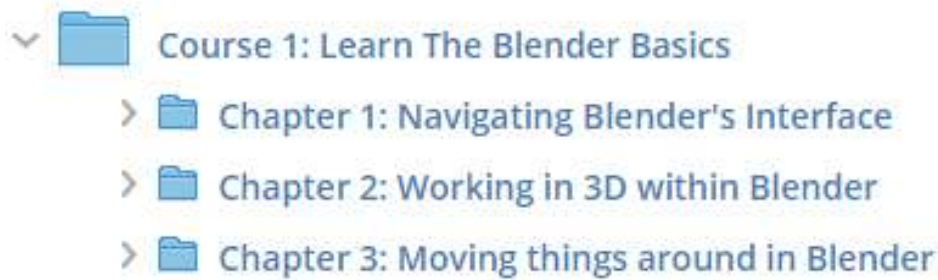 Course 1: Learn The Blender Basics
Chapter 1: Navigating Blender's Interface
Chapter 2: Working in 3D within Blender
Chapter 3: Moving things around in Blender